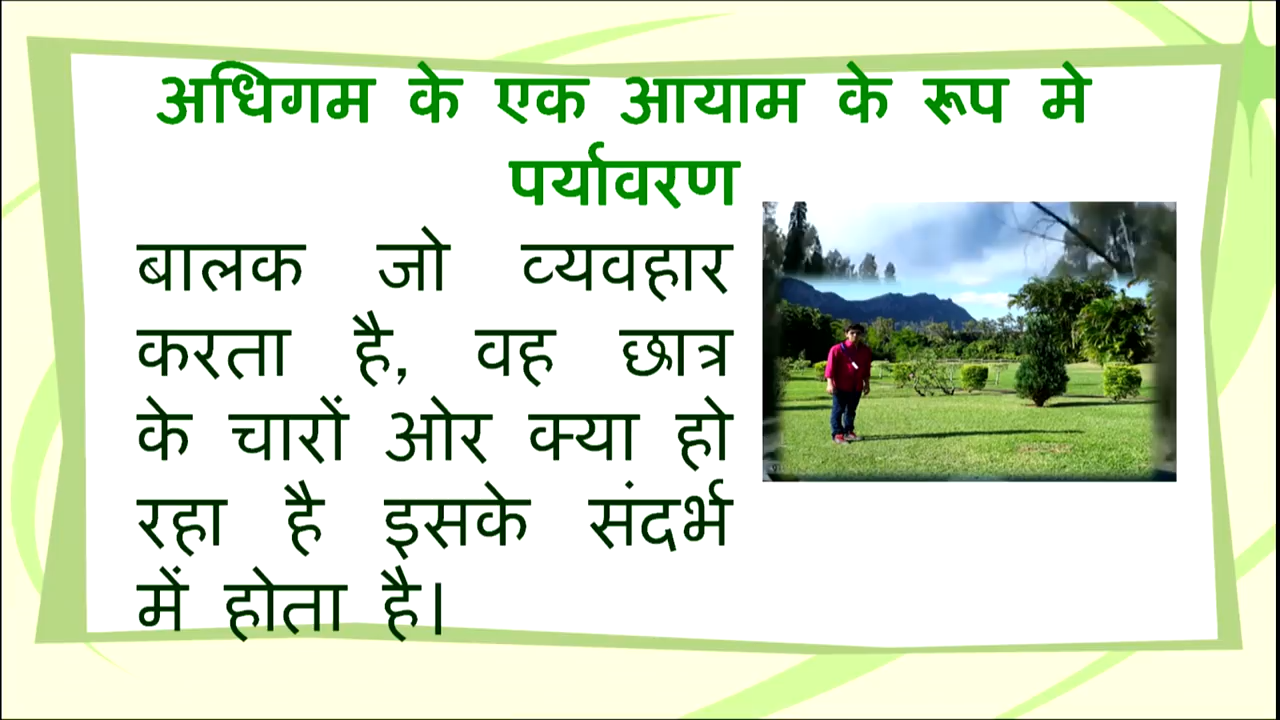 अधिगम के एक आयाम के रूप मे
पर्यावरण
बालक जो व्यवहार
करता है, वह छात्र
के चारों ओर क्या हो
रहा है इसके संदर्भ
में होता है।